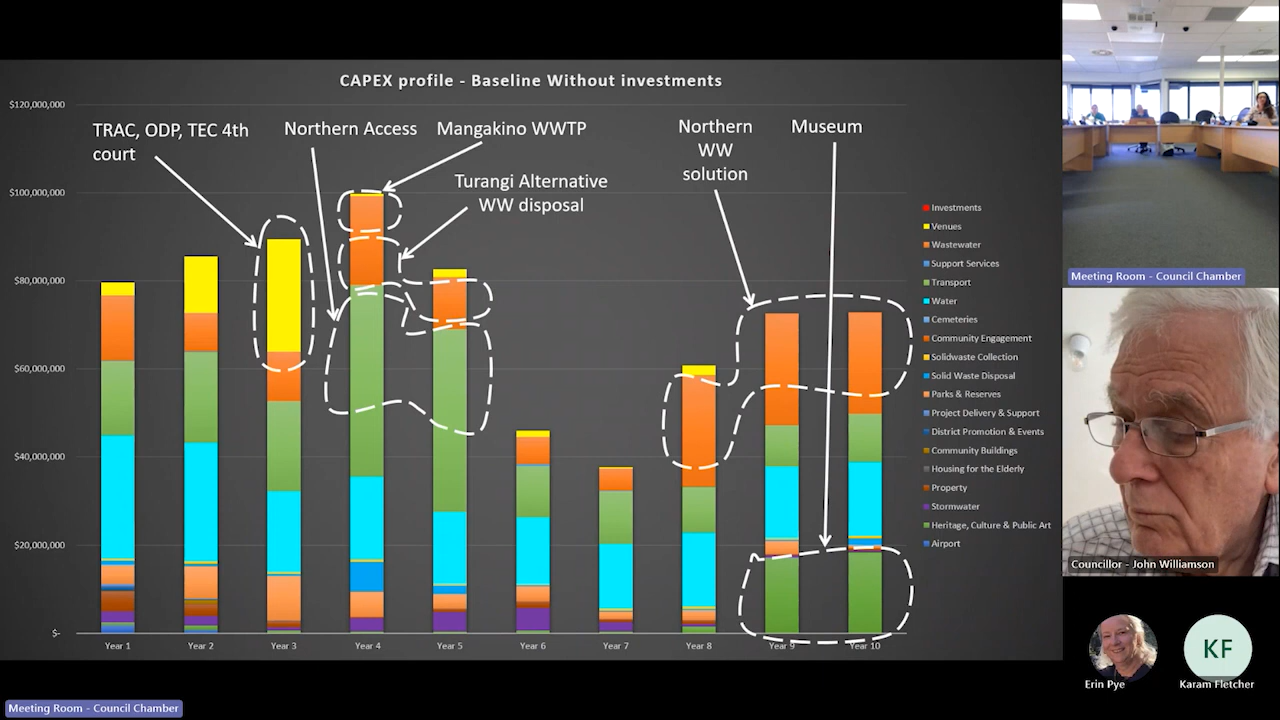 CAPEX profile - Baseline Without investments
$120,000,000
$100,000,000
$80,000,000
$60,000,000
$40,000,000
$20,000,000
$-
TRAC, ODP, TEC 4th
court
Northern Access
Mangakino WWTP
Turangi Alternative
WW disposal
Northern
WW
solution
Museum
Year 1
Year 2
Year 3
Year 4
Year 5
Year 6
Year 7
Year 8
Year 9
Year 10
Investments
Venues
Wastewater
Support Services
Transport
Water
Cemeteries
Community Engagement
Solidwaste Collection
Solid Waste Disposal
Parks & Reserves
Project Delivery & Support
District Promotion & Events
Community Buildings
Housing for the Elderly
Property
Stormwater
Heritage, Culture & Public Art
Airport
Meeting Room - Council Chamber
Councillor - John Williamson
Erin Pye
KF
Karam Fletcher
Meeting Room - Council Chamber